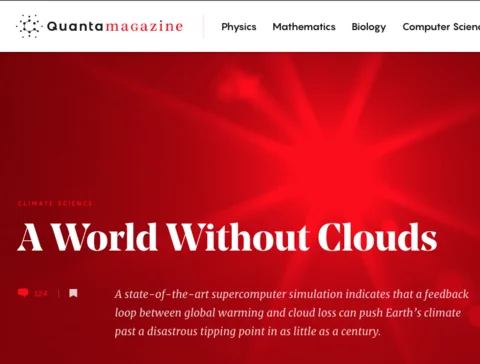 Quantamagazine
Physics Mathematics Biology Computer Scienc
CLIMATE SCIENCE
A World Without Clouds
124
A state-of-the-art supercomputer simulation indicates that a feedback
loop between global warming and cloud loss can push Earth's climate
past a disastrous tipping point in as little as a century.